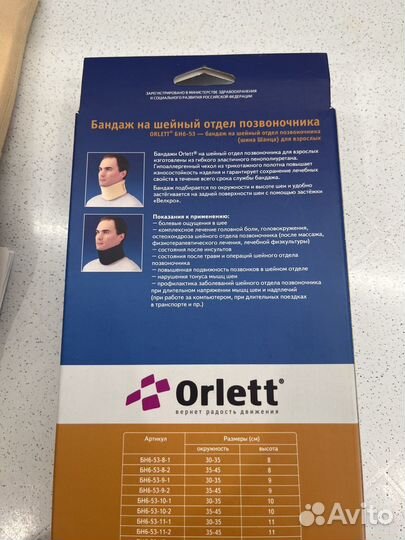 ЗАРЕГИСТРИРОВАНО В МИНИСТЕРСТВЕ ЗДРАВООХРАНЕНИЯ
И СОЦИАЛЬНОГО РАЗВИТИЯ РОССИЙСКОЙ ФЕДЕРАЦИИ
Бандаж на шейный отдел позвоночника
ORLETT® БН6-53 — бандаж на шейный отдел позвоночника
(шина Шанца) для взрослых
Бандажи Orlett® на шейный отдел позвоночника для взрослых
изготовлены из гибкого эластичного пенополиуретана.
Гипоаллергенный чехол из трикотажного полотна повышает
износостойкость изделия и гарантирует сохранение лечебных
свойств в течение всего срока службы бандажа.
Бандаж подбирается по окружности и высоте шеи и удобно
застёгивается на задней поверхности шеи с помощью застёжки
«Велкро».
Показания к применению:
– болевые ощущения в шее
– комплексное лечение головной боли, головокружения,
остеохондроза шейного отдела позвоночника (после массажа,
физиотерапевтического лечения, лечебной физкультуры)
– состояния после инсультов
– состояния после травм и операций шейного отдела
позвоночника
– повышенная подвижность позвонков в шейном отделе
– нарушения тонуса мышц шеи
– профилактика заболеваний шейного отдела позвоночника
при длительном напряжении мышц шеи и надплечий
(при работе за компьютером, при длительных поездках
в транспорте и пр.)
Orlett®
вернет радость движения
Артикул Размеры (см)
окружность высота
БН6-53-8-1 30-35 8
БН6-53-8-2 35-45 8
БН6-53-9-1 30-35 9
БН6-53-9-2 35-45 9
БН6-53-10-1 30-35 10
БН6-53-10-2 35-45 10
БН6-53-11-1 30-35 11
БН6-53-11-2 35-45 11
Avito